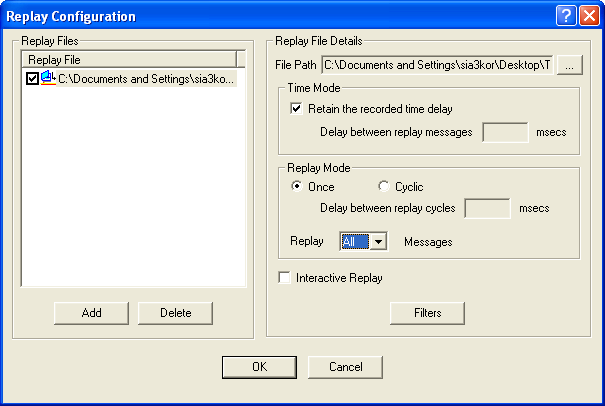 Replay Configuration
Replay Files
Replay File
C:\Documents and Settings\sia3ko...
Add
Delete
Replay File Details
File Path C:\Documents and Settings\sia3kor\Desktop\T ...
Time Mode
Retain the recorded time delay
Delay between replay messages msecs
Replay Mode
Once Cyclic
Delay between replay cycles msecs
Replay All Messages
Interactive Replay
Filters
OK
Cancel